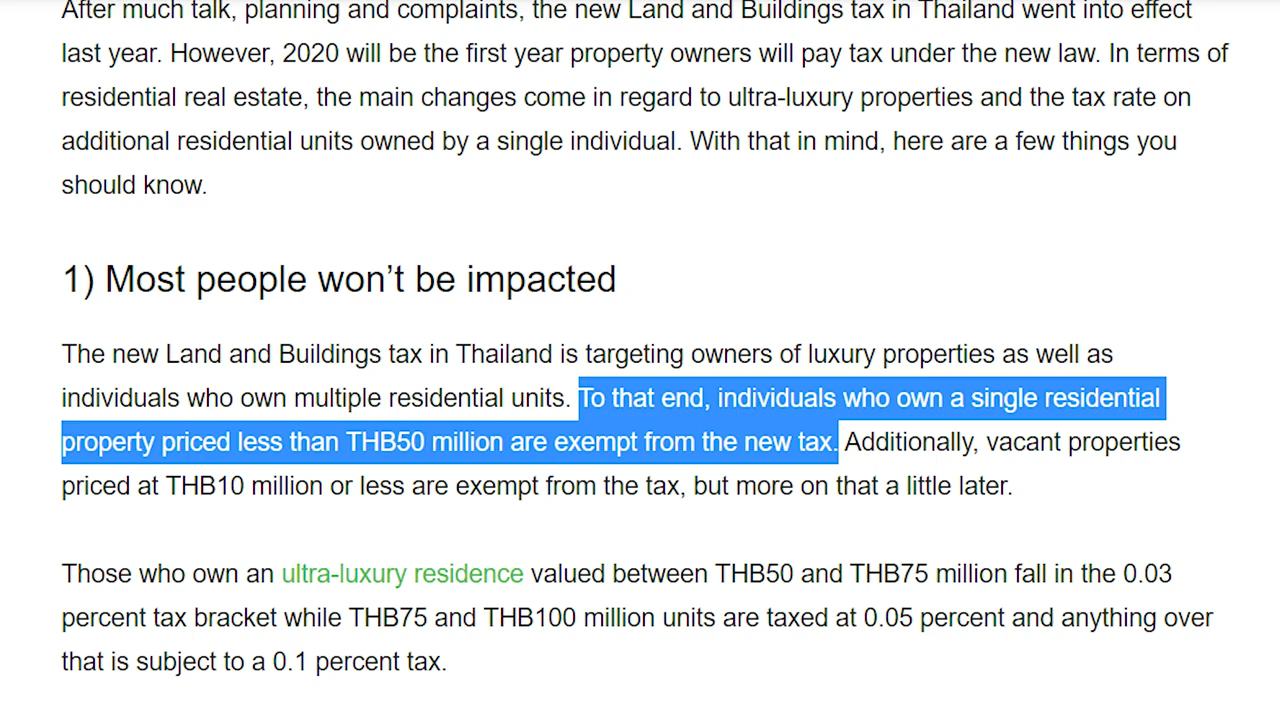 After much talk, planning and complaints, the new Land and Buildings tax in Thailand went into effect
last year. However, 2020 will be the first year property owners will pay tax under the new law. In terms of
residential real estate, the main changes come in regard to ultra-luxury properties and the tax rate on
additional residential units owned by a single individual. With that in mind, here are a few things you
should know.
1) Most people won’t be impacted
The new Land and Buildings tax in Thailand is targeting owners of luxury properties as well as
individuals who own multiple residential units. To that end, individuals who own a single residential
property priced less than THB50 million are exempt from the new tax. Additionally, vacant properties
priced at THB10 million or less are exempt from the tax, but more on that a little later.
Those who own an ultra-luxury residence valued between THB50 and THB75 million fall in the 0.03
percent tax bracket while THB75 and THB100 million units are taxed at 0.05 percent and anything over
that is subject to a 0.1 percent tax.